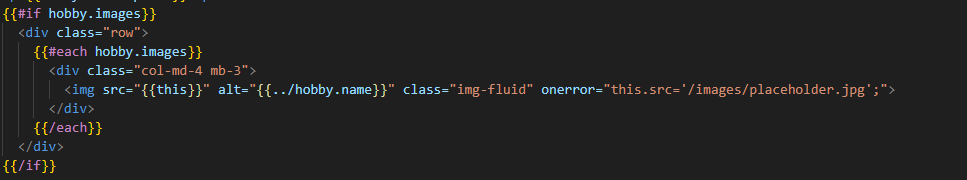 {{#if hobby.images}}
<div class="row">
{{#each hobby.images}}
<div class="col-md-4 mb-3">
<img src="{{this}}" alt="{{../hobby.name}}" class="img-fluid" onerror="this.src='/images/placeholder.jpg';">
</div>
{{/each}}
</div>
{{/if}}